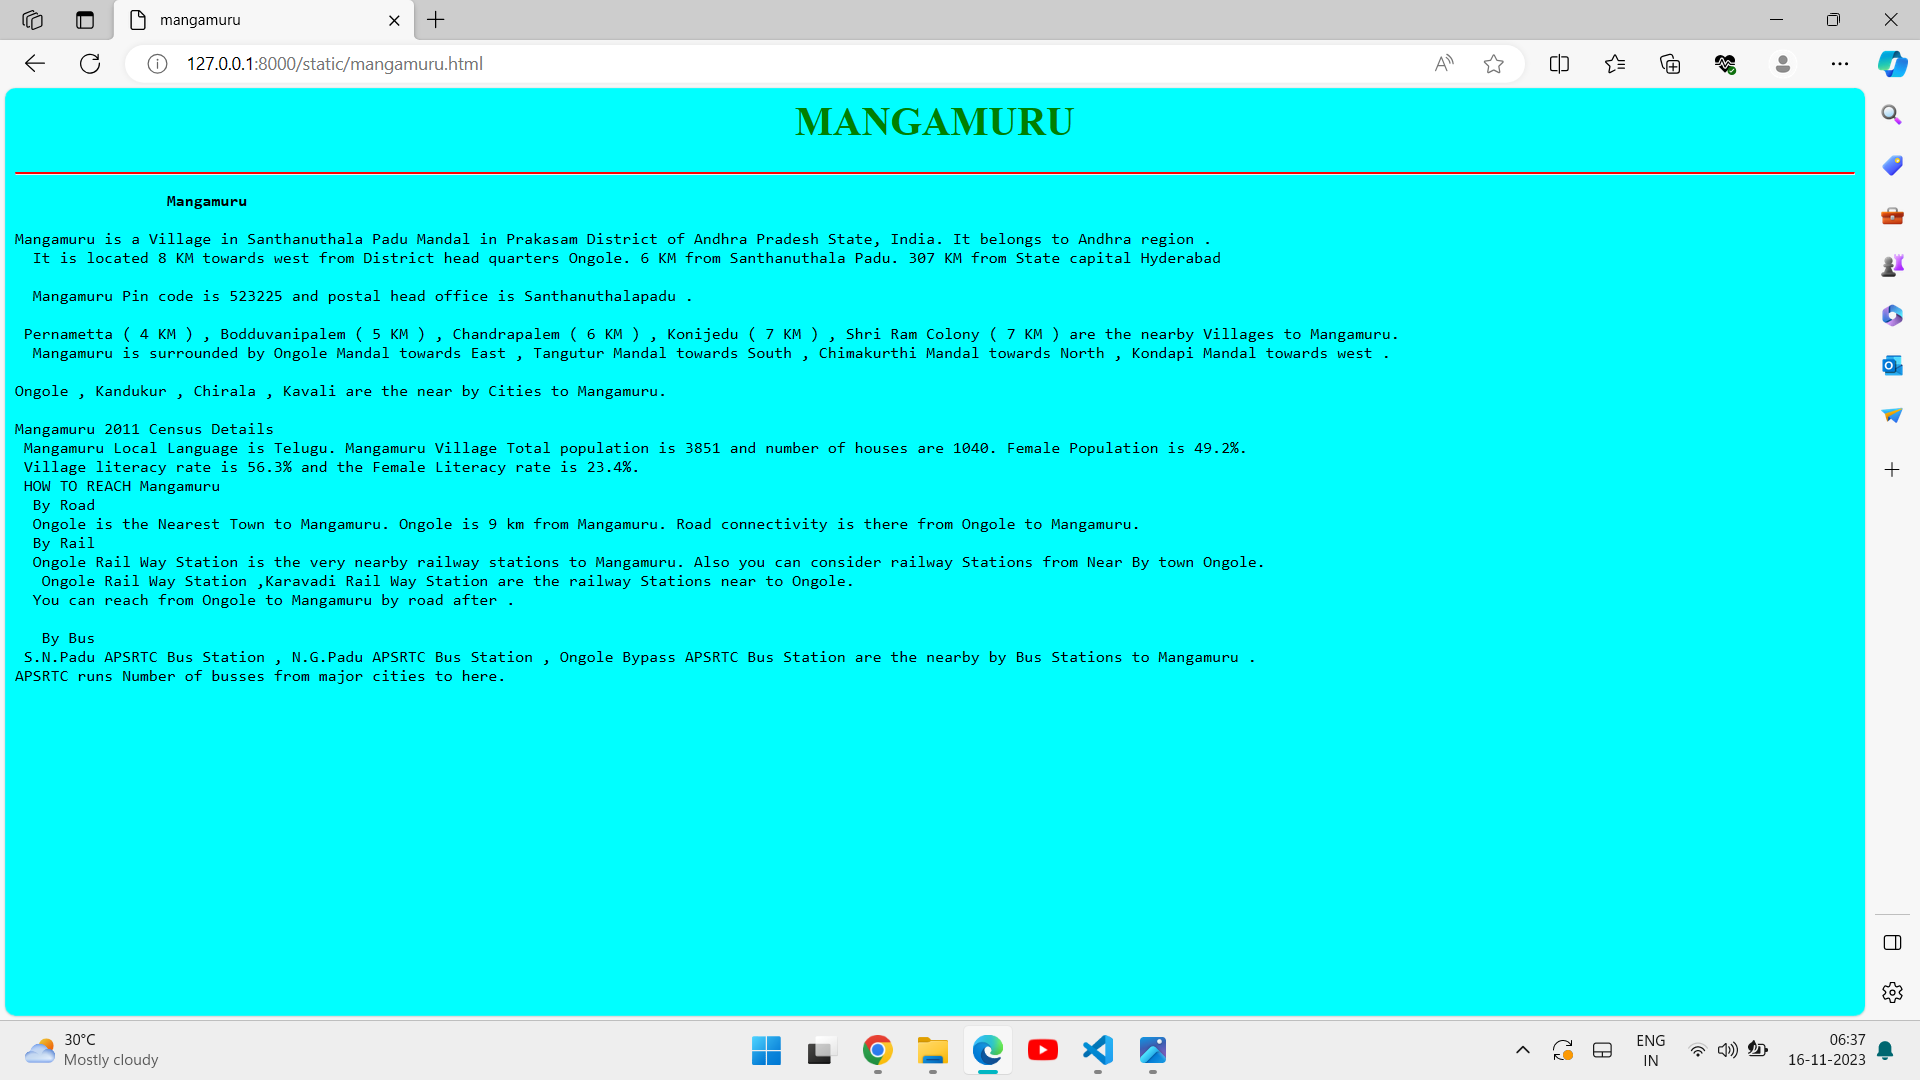 mangamuru
127.0.0.1:8000/static/mangamuru.html
MANGAMURU
Mangamuru
Mangamuru is a Village in Santhanuthala Padu Mandal in Prakasam District of Andhra Pradesh State, India. It belongs to Andhra region .
It is located 8 KM towards west from District head quarters Ongole. 6 KM from Santhanuthala Padu. 307 KM from State capital Hyderabad
Mangamuru Pin code is 523225 and postal head office is Santhanuthalapadu .
Pernametta ( 4 KM ) , Bodduvanipalem ( 5 KM ) , Chandrapalem ( 6 KM ) , Konijedu ( 7 KM ) , Shri Ram Colony ( 7 KM ) are the nearby Villages to Mangamuru.
Mangamuru is surrounded by Ongole Mandal towards East , Tangutur Mandal towards South , Chimakurthi Mandal towards North , Kondapi Mandal towards west .
Ongole , Kandukur , Chirala , Kavali are the near by Cities to Mangamuru.
Mangamuru 2011 Census Details
Mangamuru Local Language is Telugu. Mangamuru Village Total population is 3851 and number of houses are 1040. Female Population is 49.2%.
Village literacy rate is 56.3% and the Female Literacy rate is 23.4%.
HOW TO REACH Mangamuru
By Road
Ongole is the Nearest Town to Mangamuru. Ongole is 9 km from Mangamuru. Road connectivity is there from Ongole to Mangamuru.
By Rail
Ongole Rail Way Station is the very nearby railway stations to Mangamuru. Also you can consider railway Stations from Near By town Ongole.
Ongole Rail Way Station ,Karavadi Rail Way Station are the railway Stations near to Ongole.
You can reach from Ongole to Mangamuru by road after .
By Bus
S.N.Padu APSRTC Bus Station , N.G.Padu APSRTC Bus Station , Ongole Bypass APSRTC Bus Station are the nearby by Bus Stations to Mangamuru .
APSRTC runs Number of busses from major cities to here.
30°C
Mostly cloudy
ENG
IN
06:37
16-11-2023